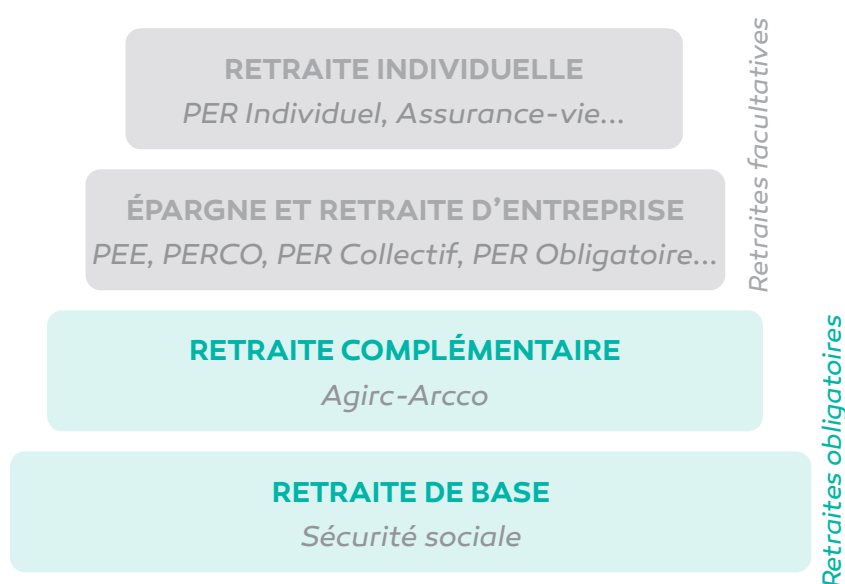 RETRAITE INDIVIDUELLE
PER Individuel, Assurance-vie...
ÉPARGNE ET RETRAITE D'ENTREPRISE
PEE, PERCO, PER Collectif, PER Obligatoire...
Retraites facultatives
RETRAITE COMPLÉMENTAIRE
Agirc-Arcco
RETRAITE DE BASE
Sécurité sociale
Retraites obligatoires